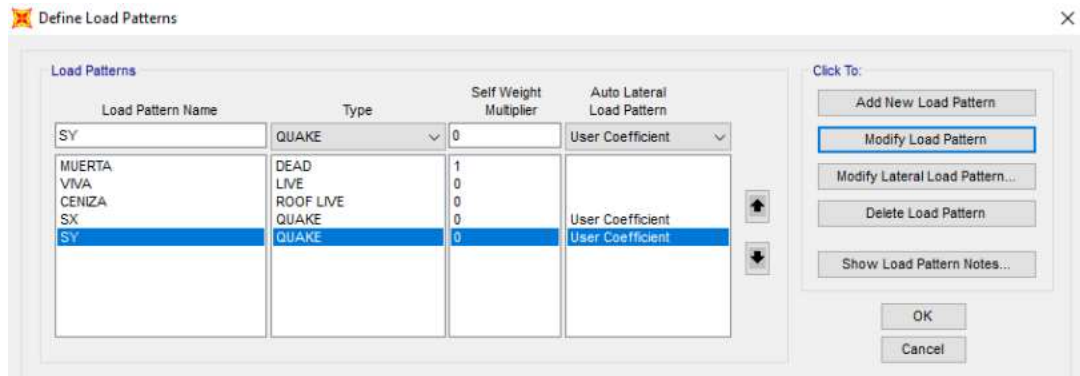 Define Load Patterns
Load Patterns
Load Pattern Name Type Self Weight Multiplier Auto Lateral Load Pattern
SY QUAKE 0 User Coefficient
MUERTA DEAD 1
VIVA LIVE 0
CENIZA ROOF LIVE 0
SX QUAKE 0 User Coefficient
SY QUAKE 0 User Coefficient
Click To:
Add New Load Pattern
Modify Load Pattern
Modify Lateral Load Pattern...
Delete Load Pattern
Show Load Pattern Notes...
OK
Cancel